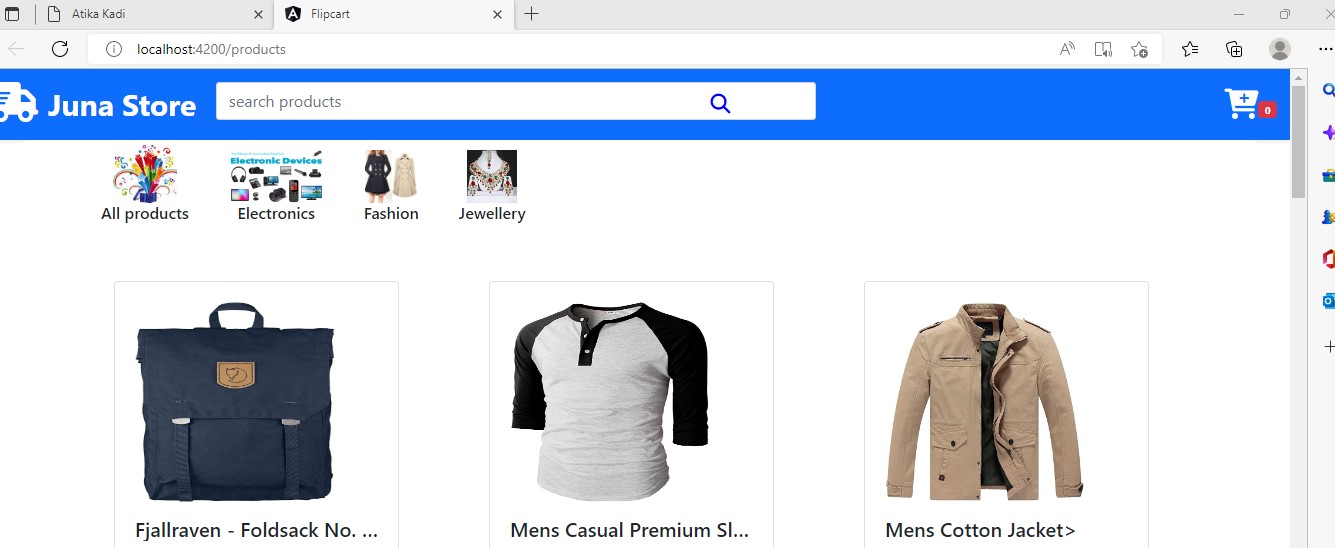 Atika Kadi
Flipcart
localhost:4200/products
Juna Store
search products
0
Electronic Devices
All products
Electronics
Fashion
Jewellery
Fjallraven - Foldsack No. ...
Mens Casual Premium Sl...
Mens Cotton Jacket>